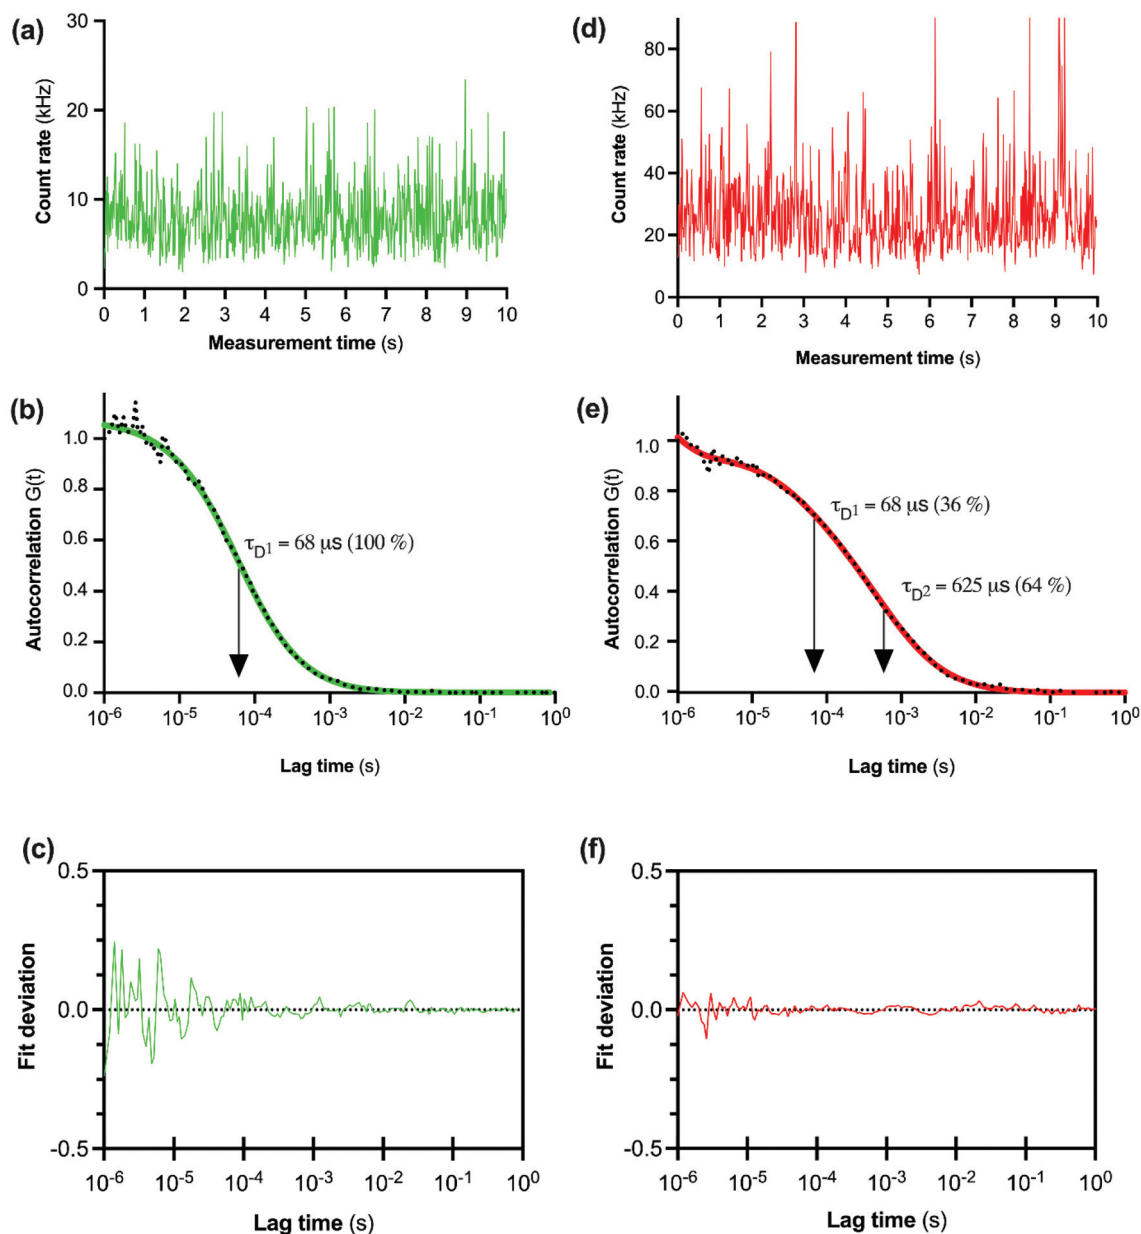 (a)
30
20
10
0
Count rate (kHz)
0 1 2 3 4 5 6 7 8 9 10
Measurement time (s)
(d)
80
60
40
20
0
Count rate (kHz)
0 1 2 3 4 5 6 7 8 9 10
Measurement time (s)
(b)
1.0
0.8
0.6
0.4
0.2
0.0
Autocorrelation G(t)
τD1 = 68 µs (100 %)
10⁻⁶ 10⁻⁵ 10⁻⁴ 10⁻³ 10⁻² 10⁻¹ 10⁰
Lag time (s)
(e)
1.0
0.8
0.6
0.4
0.2
0.0
Autocorrelation G(t)
τD1 = 68 µs (36 %)
τD2 = 625 µs (64 %)
10⁻⁶ 10⁻⁵ 10⁻⁴ 10⁻³ 10⁻² 10⁻¹ 10⁰
Lag time (s)
(c)
0.5
0.0
-0.5
Fit deviation
10⁻⁶ 10⁻⁵ 10⁻⁴ 10⁻³ 10⁻² 10⁻¹ 10⁰
Lag time (s)
(f)
0.5
0.0
-0.5
Fit deviation
10⁻⁶ 10⁻⁵ 10⁻⁴ 10⁻³ 10⁻² 10⁻¹ 10⁰
Lag time (s)